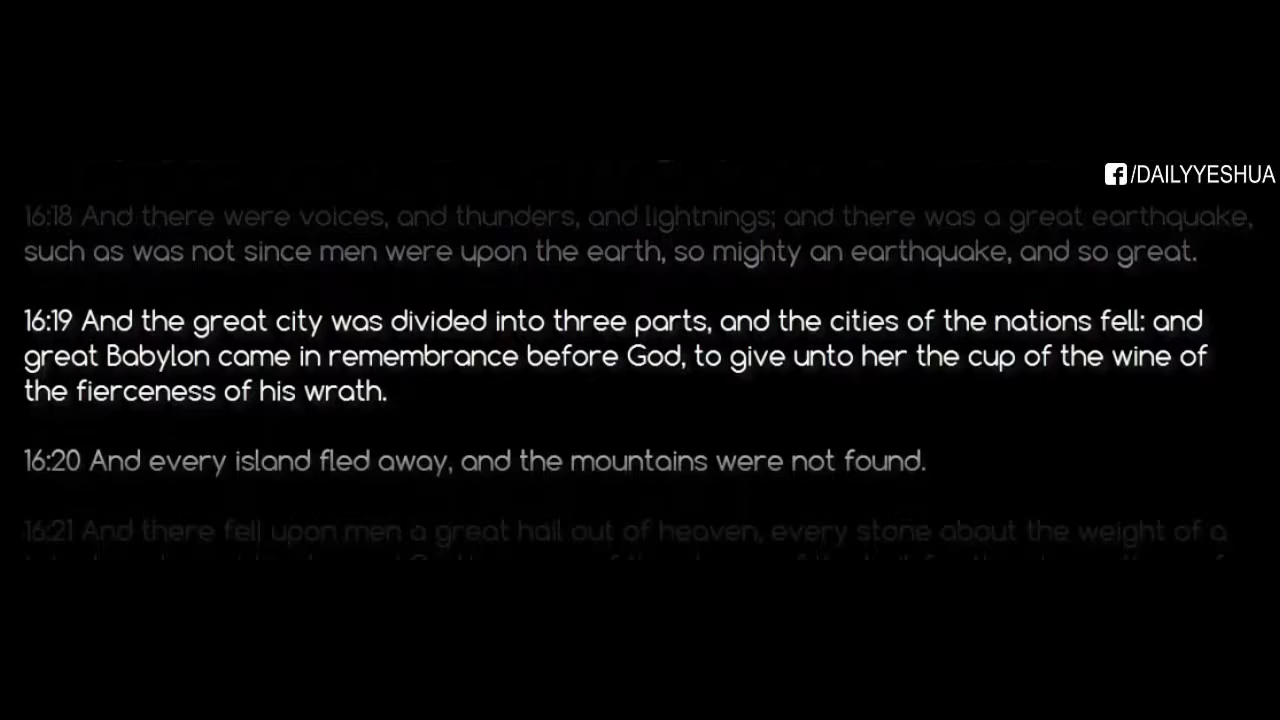 /DAILYYESHUA
16:18 And there were voices, and thunders, and lightnings; and there was a great earthquake,
such as was not since men were upon the earth, so mighty an earthquake, and so great.
16:19 And the great city was divided into three parts, and the cities of the nations fell: and
great Babylon came in remembrance before God, to give unto her the cup of the wine of
the fierceness of his wrath.
16:20 And every island fled away, and the mountains were not found.
16:21 And there fell upon men a great hail out of heaven, every stone about the weight of a